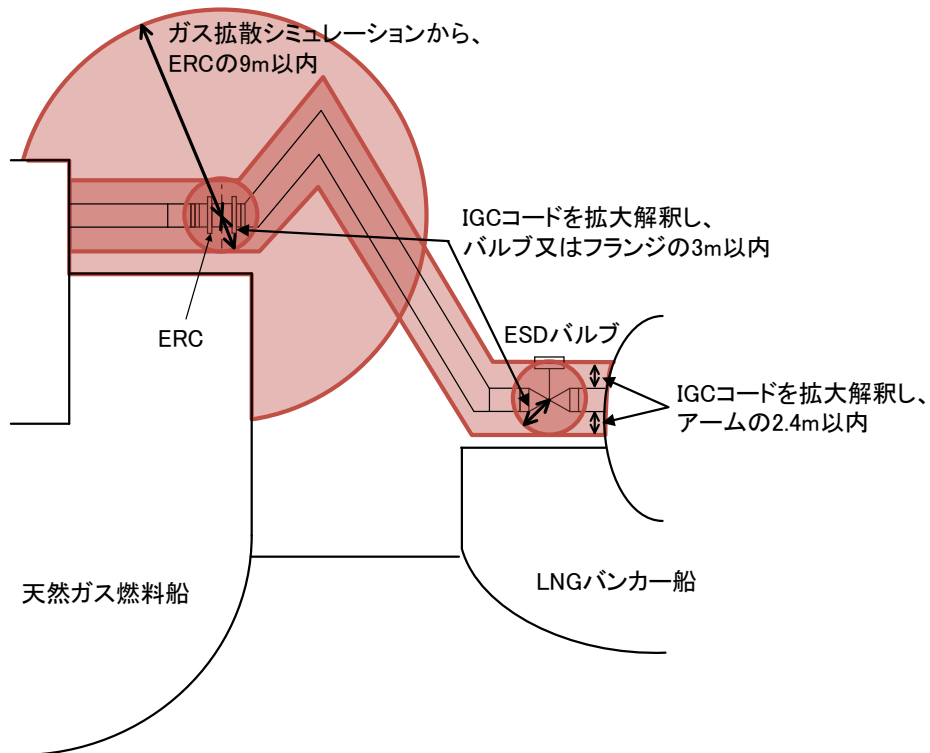 ガス拡散シミュレーションから、
ERCの9m以内
IGCコードを拡大解釈し、
バルブ又はフランジの3m以内
ERC
ESDバルブ
IGCコードを拡大解釈し、
アームの2.4m以内
天然ガス燃料船
LNGバンカー船